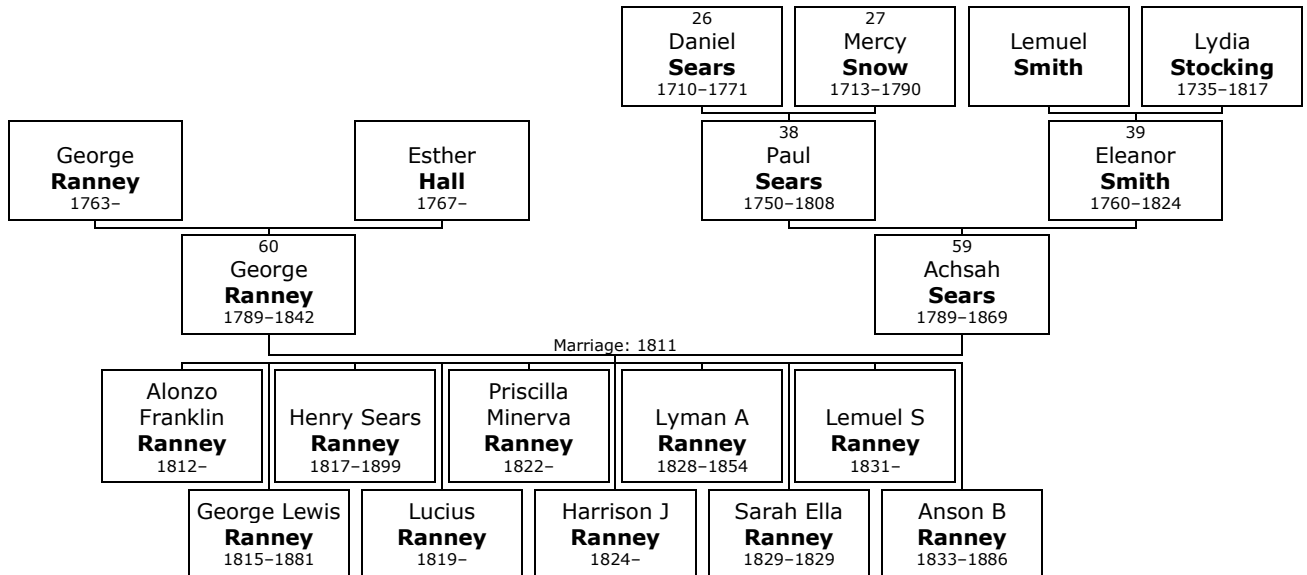 26
Daniel
Sears
1710–1771
27
Mercy
Snow
1713–1790
Lemuel
Smith
Lydia
Stocking
1735–1817
George
Ranney
1763–
Esther
Hall
1767–
38
Paul
Sears
1750–1808
39
Eleanor
Smith
1760–1824
60
George
Ranney
1789–1842
59
Achsah
Sears
1789–1869
Marriage: 1811
Alonzo
Franklin
Ranney
1812–
Henry Sears
Ranney
1817–1899
Priscilla
Minerva
Ranney
1822–
Lyman A
Ranney
1828–1854
Lemuel S
Ranney
1831–
George Lewis
Ranney
1815–1881
Lucius
Ranney
1819–
Harrison J
Ranney
1824–
Sarah Ella
Ranney
1829–1829
Anson B
Ranney
1833–1886